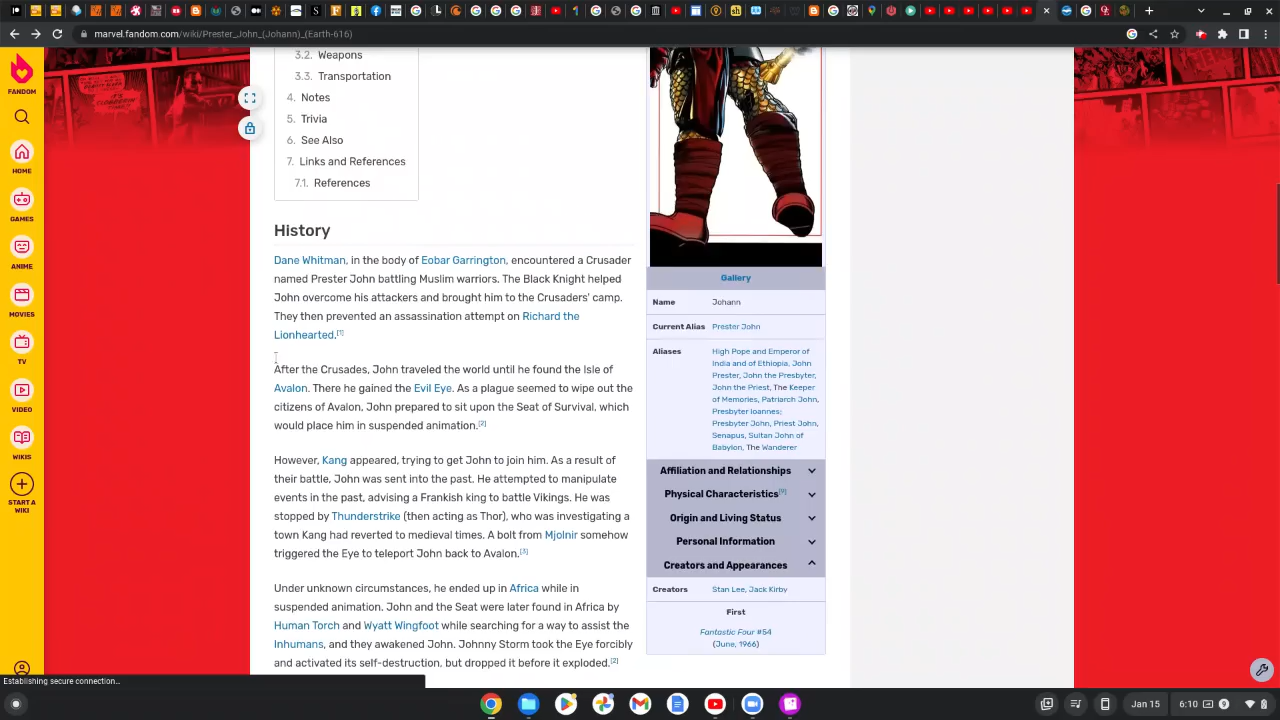 marvel.fandom.com/wiki/Prester_John_(Johann)_(Earth-616)
FANDOM
HOME
GAMES
ANIME
MOVIES
TV
VIDEO
WIKIS
START A
WIKI
3.2. Weapons
3.3. Transportation
4. Notes
5. Trivia
6. See Also
7. Links and References
7.1. References
History
Dane Whitman, in the body of Eobar Garrington, encountered a Crusader
named Prester John battling Muslim warriors. The Black Knight helped
John overcome his attackers and brought him to the Crusaders' camp.
They then prevented an assassination attempt on Richard the
Lionhearted.[1]
After the Crusades, John traveled the world until he found the Isle of
Avalon. There he gained the Evil Eye. As a plague seemed to wipe out the
citizens of Avalon, John prepared to sit upon the Seat of Survival, which
would place him in suspended animation.[2]
However, Kang appeared, trying to get John to join him. As a result of
their battle, John was sent into the past. He attempted to manipulate
events in the past, advising a Frankish king to battle Vikings. He was
stopped by Thunderstrike (then acting as Thor), who was investigating a
town Kang had reverted to medieval times. A bolt from Mjolnir somehow
triggered the Eye to teleport John back to Avalon.[3]
Under unknown circumstances, he ended up in Africa while in
suspended animation. John and the Seat were later found in Africa by
Human Torch and Wyatt Wingfoot while searching for a way to assist the
Inhumans, and they awakened John. Johnny Storm took the Eye forcibly
and activated its self-destruction, but dropped it before it exploded.[2]
Gallery
Name Johann
Current Alias Prester John
Aliases High Pope and Emperor of
India and of Ethiopia, John
Prester, John the Presbyter,
John the Priest, The Keeper
of Memories, Patriarch John,
Presbyter Ioannes;
Presbyter John, Priest John,
Senapus, Sultan John of
Babylon, The Wanderer
Affiliation and Relationships
Physical Characteristics[9]
Origin and Living Status
Personal Information
Creators and Appearances
Creators Stan Lee, Jack Kirby
First
Fantastic Four #54
(June, 1966)
Establishing secure connection...
Jan 15 6:10